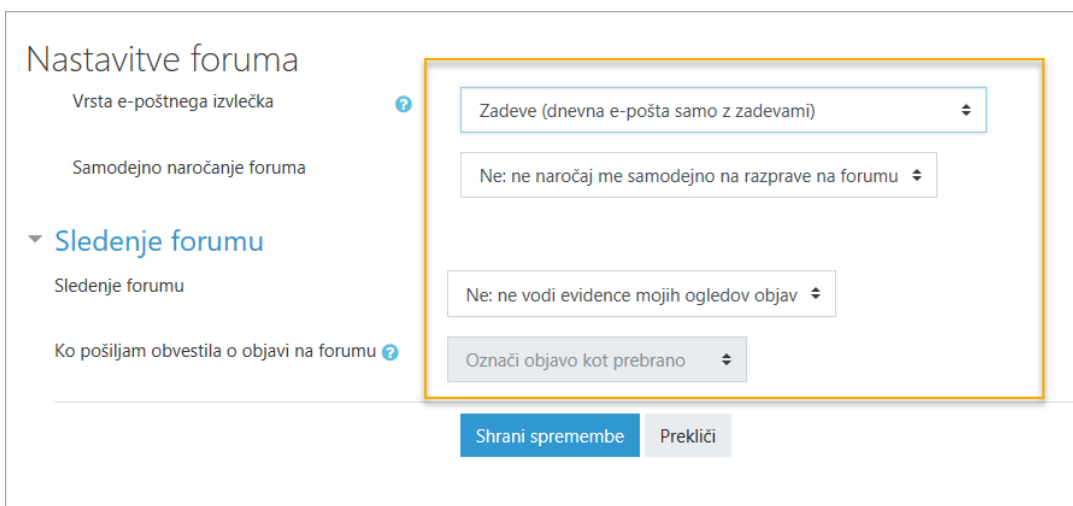 Nastavitve foruma
Vrsta e-poštnega izvlečka
Zadeve (dnevna e-pošta samo z zadevami)
Samodejno naročanje foruma
Ne: ne naročaj me samodejno na razprave na forumu
Sledenje forumu
Sledenje forumu
Ne: ne vodi evidence mojih ogledov objav
Ko pošiljam obvestila o objavi na forumu
Označi objavo kot prebrano
Shrani spremembe Prekliči